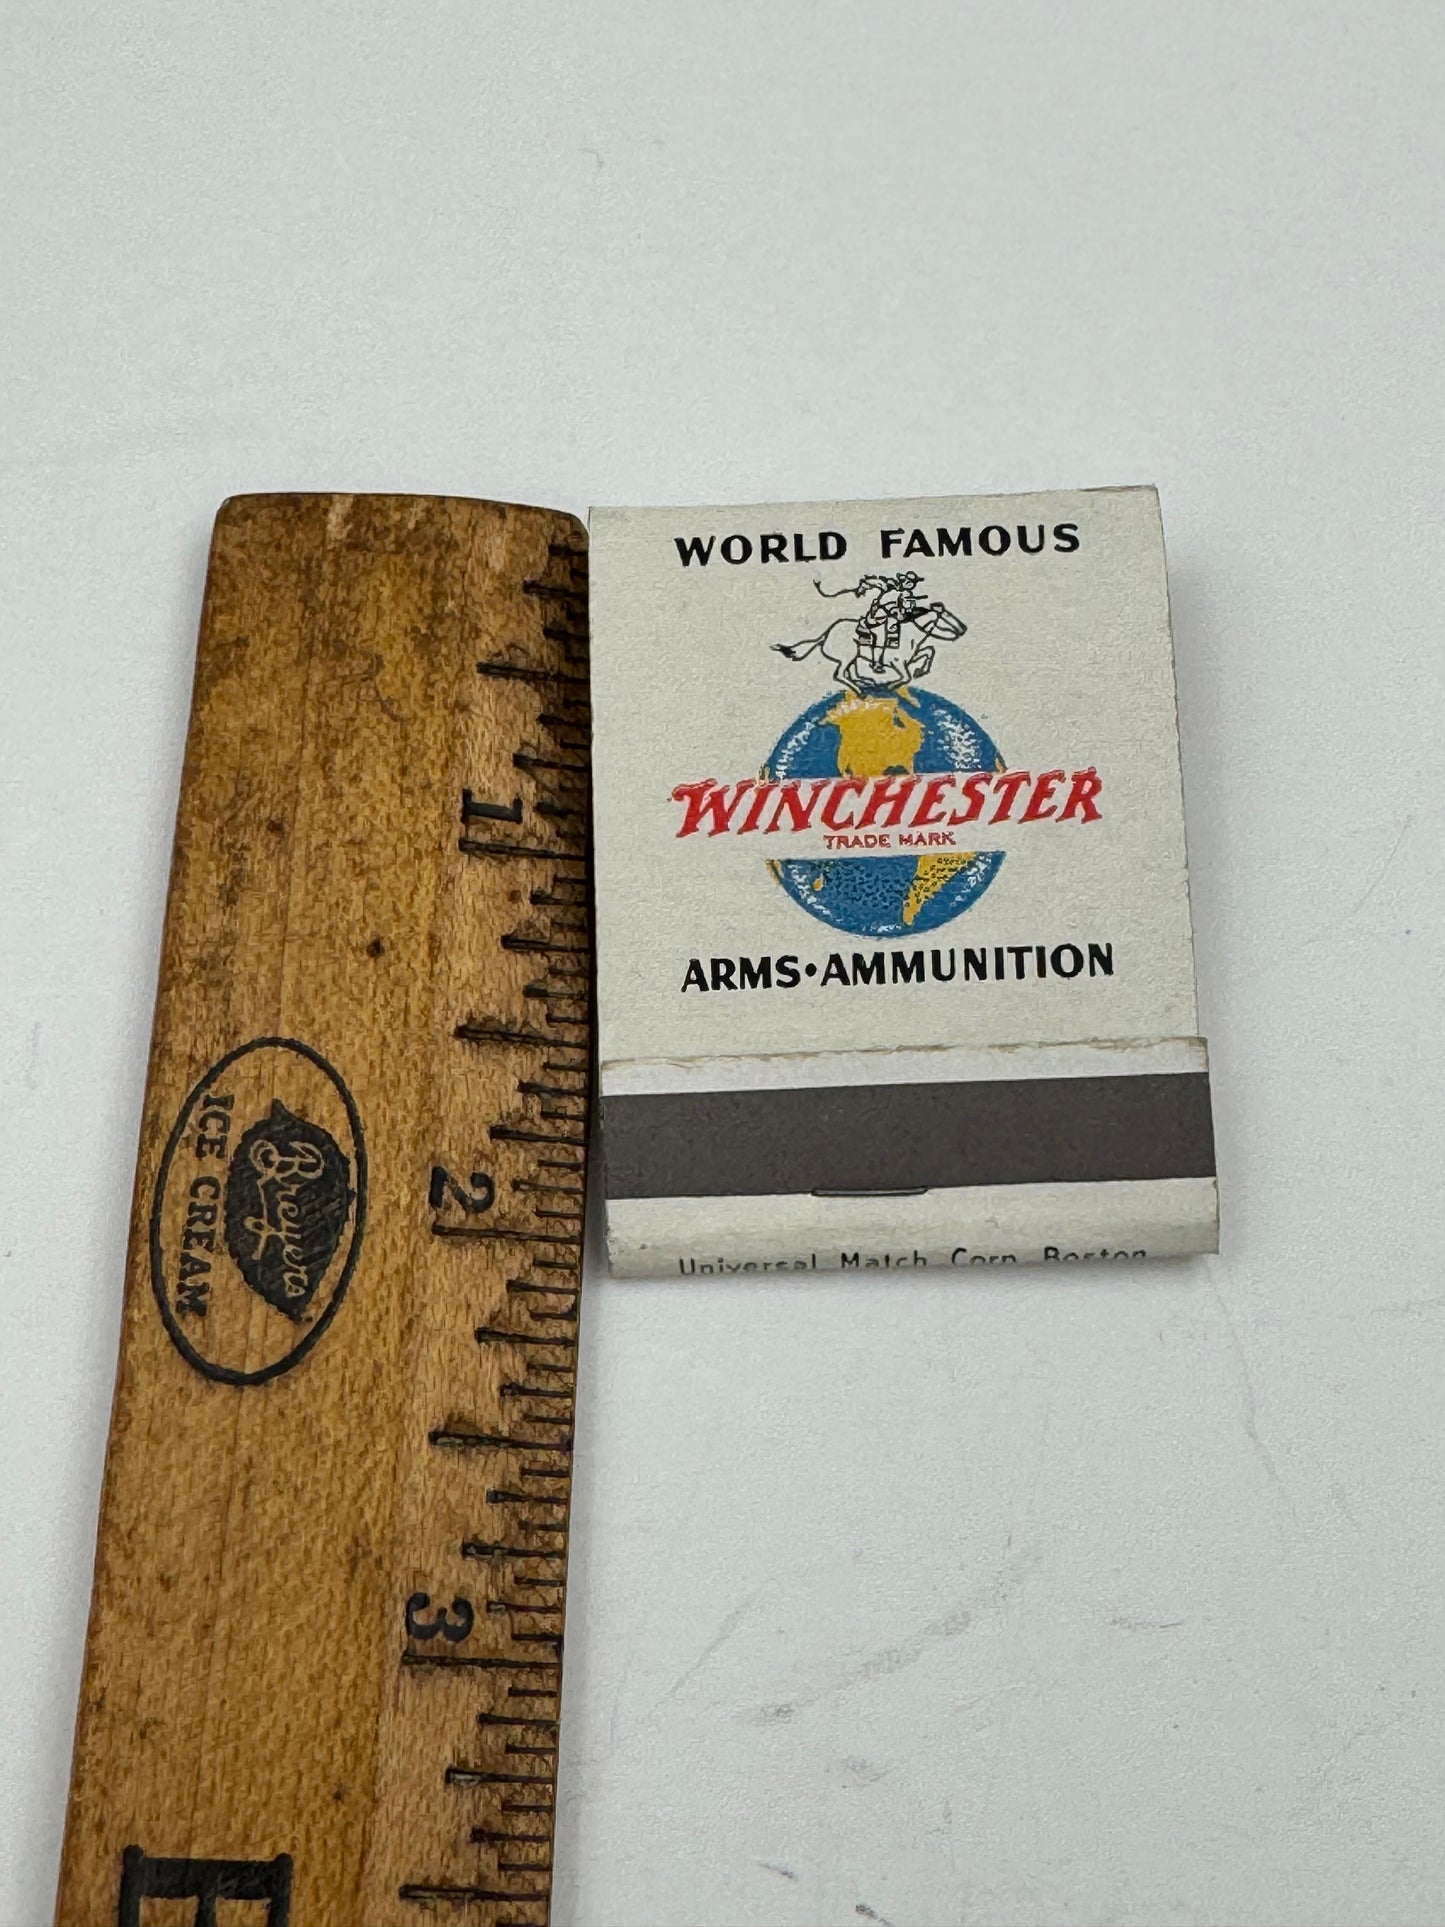 WORLD FAMOUS
WINCHESTER
TRADE MARK
ARMS•AMMUNITION
Universal Match Corp. Boston
1
2
3
Breyers
ICE CREAM